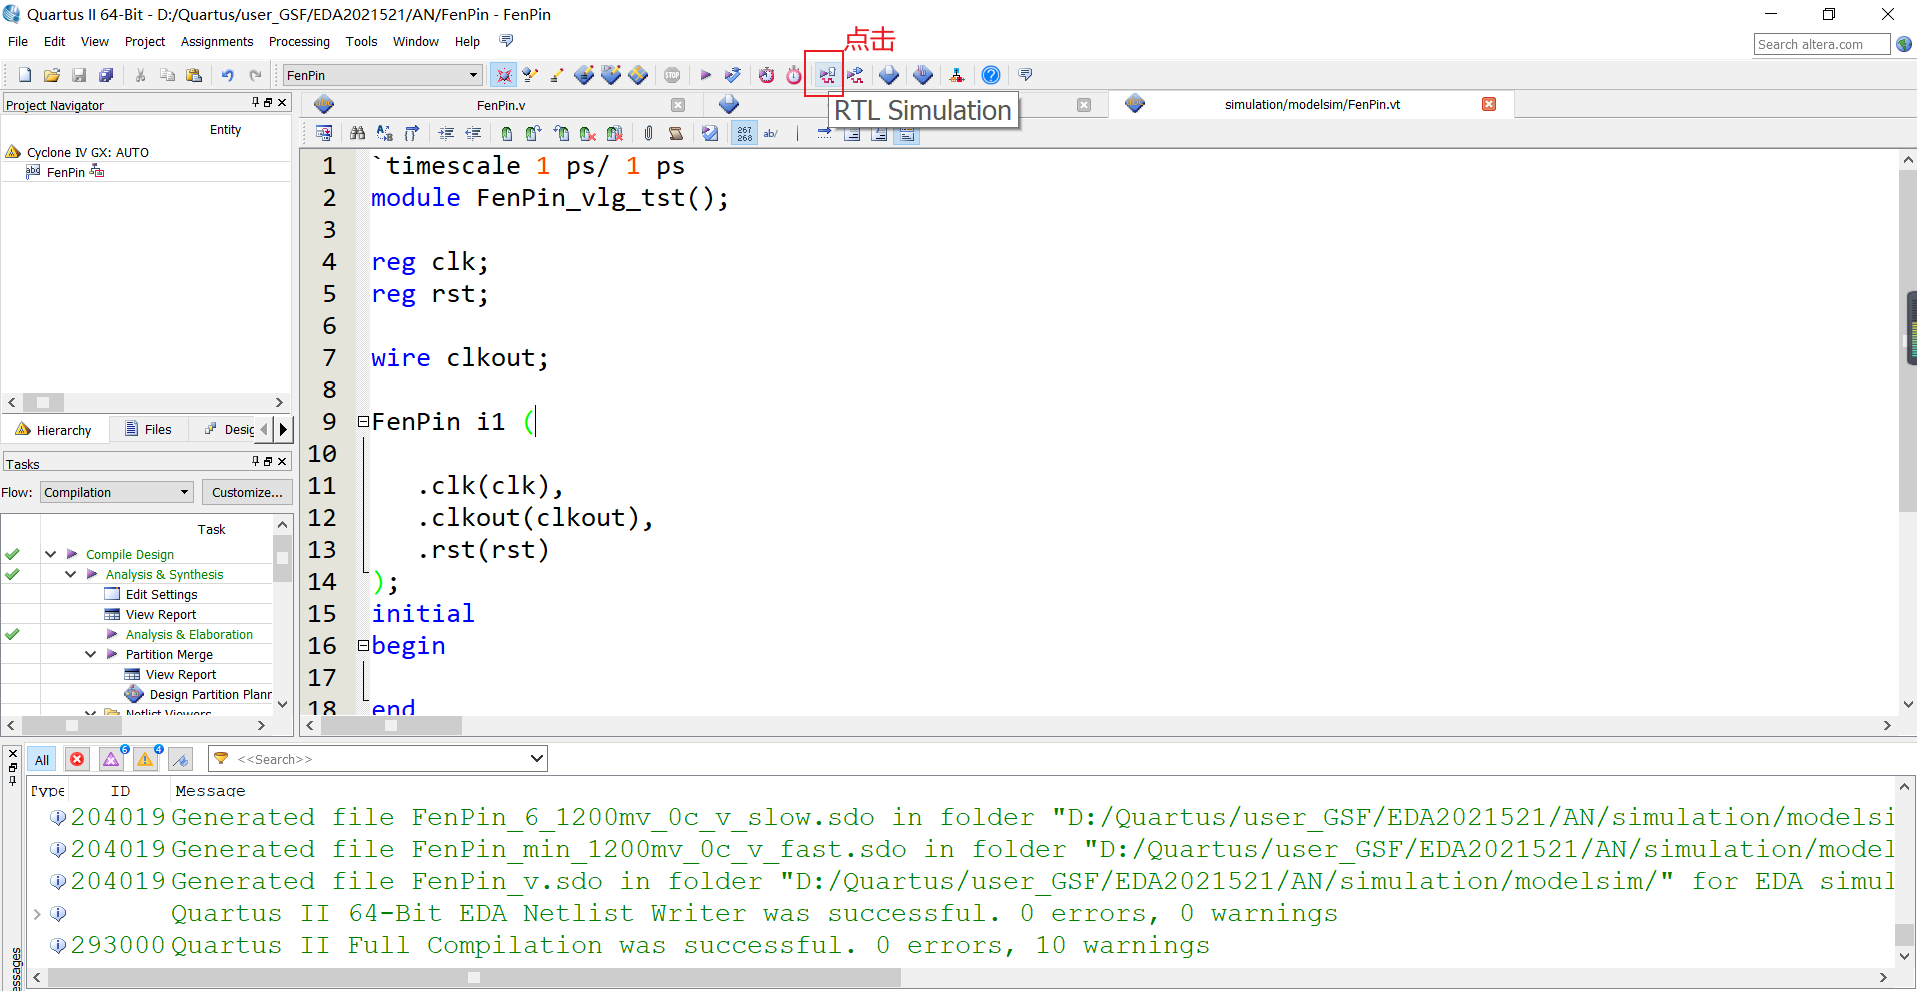 Quartus II 64-Bit - D:/Quartus/user_GSF/EDA2021521/AN/FenPin - FenPin
File Edit View Project Assignments Processing Tools Window Help
Search altera.com
点击
FenPin
STOP
RTL Simulation
Project Navigator
Entity
Cyclone IV GX: AUTO
FenPin
Hierarchy Files Desig
FenPin.v
simulation/modelsim/FenPin.vt
267
268
ab/
1 `timescale 1 ps/ 1 ps
2 module FenPin_vlg_tst();
3
4 reg clk;
5 reg rst;
6
7 wire clkout;
8
9 FenPin i1 (
10
11 .clk(clk),
12 .clkout(clkout),
13 .rst(rst)
14 );
15 initial
16 begin
17
18 end
Tasks
Flow: Compilation Customize...
Task
Compile Design
Analysis & Synthesis
Edit Settings
View Report
Analysis & Elaboration
Partition Merge
View Report
Design Partition Plann
Netlist Viewers
All 6 4 <<Search>>
Type ID Message
204019 Generated file FenPin_6_1200mv_0c_v_slow.sdo in folder "D:/Quartus/user_GSF/EDA2021521/AN/simulation/modelsi
204019 Generated file FenPin_min_1200mv_0c_v_fast.sdo in folder "D:/Quartus/user_GSF/EDA2021521/AN/simulation/model
204019 Generated file FenPin_v.sdo in folder "D:/Quartus/user_GSF/EDA2021521/AN/simulation/modelsim/" for EDA simul
Quartus II 64-Bit EDA Netlist Writer was successful. 0 errors, 0 warnings
293000 Quartus II Full Compilation was successful. 0 errors, 10 warnings
essages